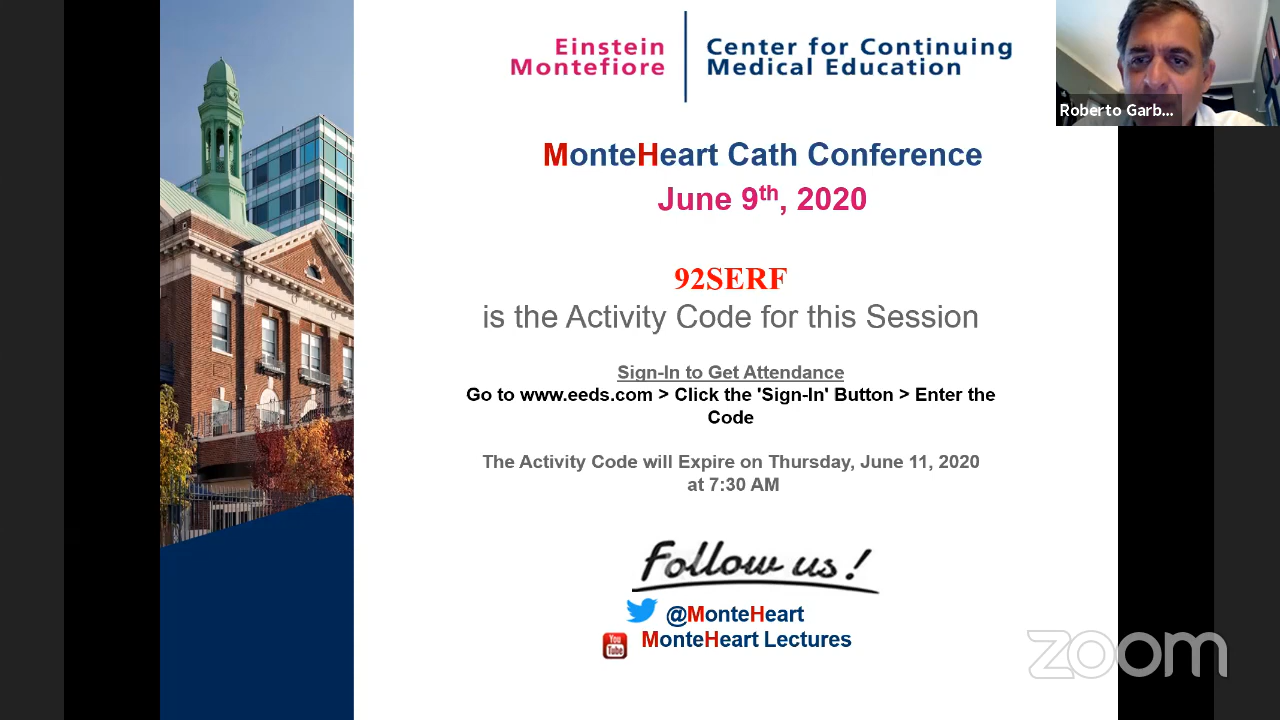 Einstein
Montefiore
Center for Continuing
Medical Education
Roberto Garb...
MonteHeart Cath Conference
June 9th, 2020
92SERF
is the Activity Code for this Session
Sign-In to Get Attendance
Go to www.eeds.com > Click the 'Sign-In' Button > Enter the
Code
The Activity Code will Expire on Thursday, June 11, 2020
at 7:30 AM
Follow us!
@MonteHeart
You
Tube
MonteHeart Lectures
zoom